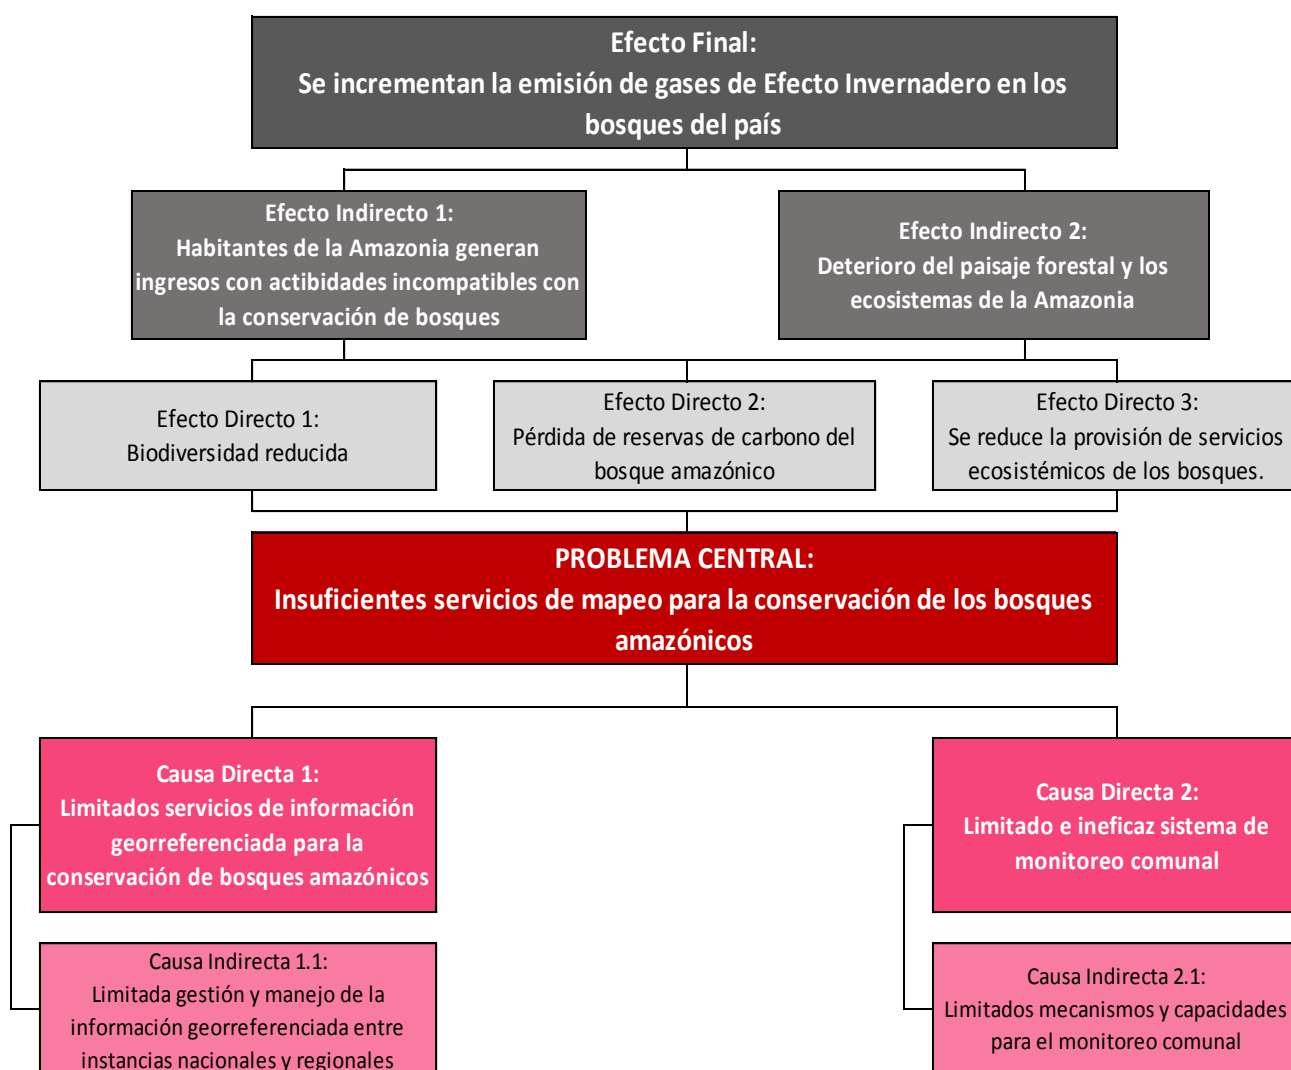 Efecto Final:
Se incrementan la emisión de gases de Efecto Invernadero en los
bosques del país
Efecto Indirecto 1:
Habitantes de la Amazonia generan
ingresos con actibidades incompatibles con
la conservación de bosques
Efecto Indirecto 2:
Deterioro del paisaje forestal y los
ecosistemas de la Amazonia
Efecto Directo 1:
Biodiversidad reducida
Efecto Directo 2:
Pérdida de reservas de carbono del
bosque amazónico
Efecto Directo 3:
Se reduce la provisión de servicios
ecosistémicos de los bosques.
PROBLEMA CENTRAL:
Insuficientes servicios de mapeo para la conservación de los bosques
amazónicos
Causa Directa 1:
Limitados servicios de información
georreferenciada para la
conservación de bosques amazónicos
Causa Directa 2:
Limitado e ineficaz sistema de
monitoreo comunal
Causa Indirecta 1.1:
Limitada gestión y manejo de la
información georreferenciada entre
instancias nacionales y regionales
Causa Indirecta 2.1:
Limitados mecanismos y capacidades
para el monitoreo comunal